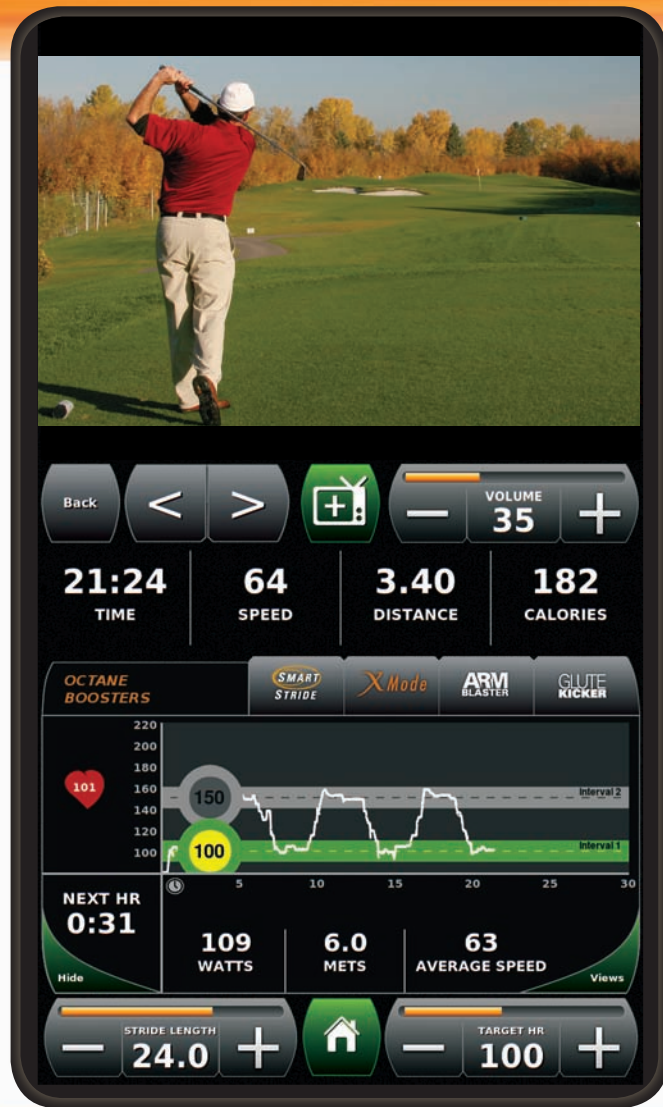 Back
<
>
VOLUME
35
21:24
TIME
64
SPEED
3.40
DISTANCE
182
CALORIES
OCTANE
BOOSTERS
SMART
STRIDE
XMode
ARM
BLASTER
GLUTE
KICKER
220
200
180
160
140
120
100
101
150
100
Interval 2
Interval 1
5 10 15 20 25 30
NEXT HR
0:31
Hide
109
WATTS
6.0
METS
63
AVERAGE SPEED
Views
STRIDE LENGTH
24.0
TARGET HR
100